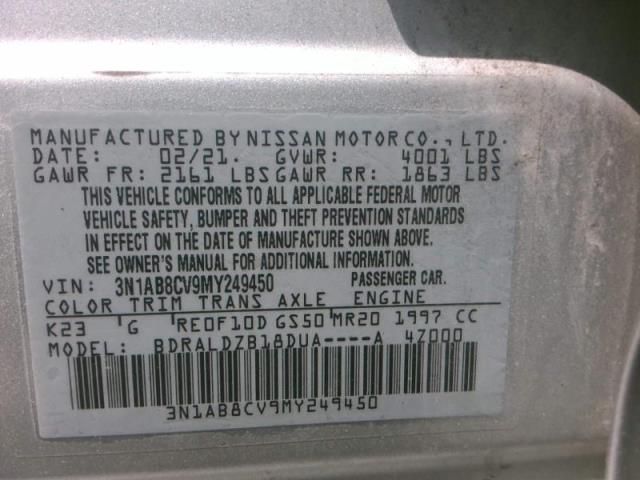 MANUFACTURED BY NISSAN MOTOR CO., LTD.
DATE: 02/21. GVWR: 4001 LBS
GAWR FR: 2161 LBS GAWR RR: 1863 LBS
THIS VEHICLE CONFORMS TO ALL APPLICABLE FEDERAL MOTOR
VEHICLE SAFETY, BUMPER AND THEFT PREVENTION STANDARDS
IN EFFECT ON THE DATE OF MANUFACTURE SHOWN ABOVE.
SEE OWNER'S MANUAL FOR ADDITIONAL INFORMATION.
VIN: 3N1AB8CV9MY249450 PASSENGER CAR.
COLOR TRIM TRANS AXLE ENGINE
K23 G RE0F10D GS50 MR20 1997 CC
MODEL: BDRALDZB18DUA----A 4Z000
3N1AB8CV9MY249450